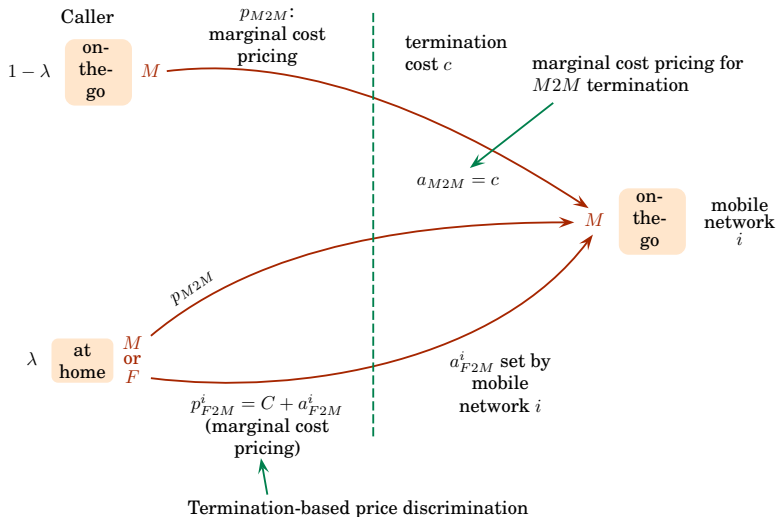 Caller
on-
the-
go
1 − λ
M
p_{M2M}:
marginal cost
pricing
termination
cost c
marginal cost pricing for
M2M termination
a_{M2M} = c
M
on-
the-
go
mobile
network
i
p_{M2M}
λ
at
home
M
or
F
p^i_{F2M} = C + a^i_{F2M}
(marginal cost
pricing)
a^i_{F2M} set by
mobile
network i
Termination-based price discrimination